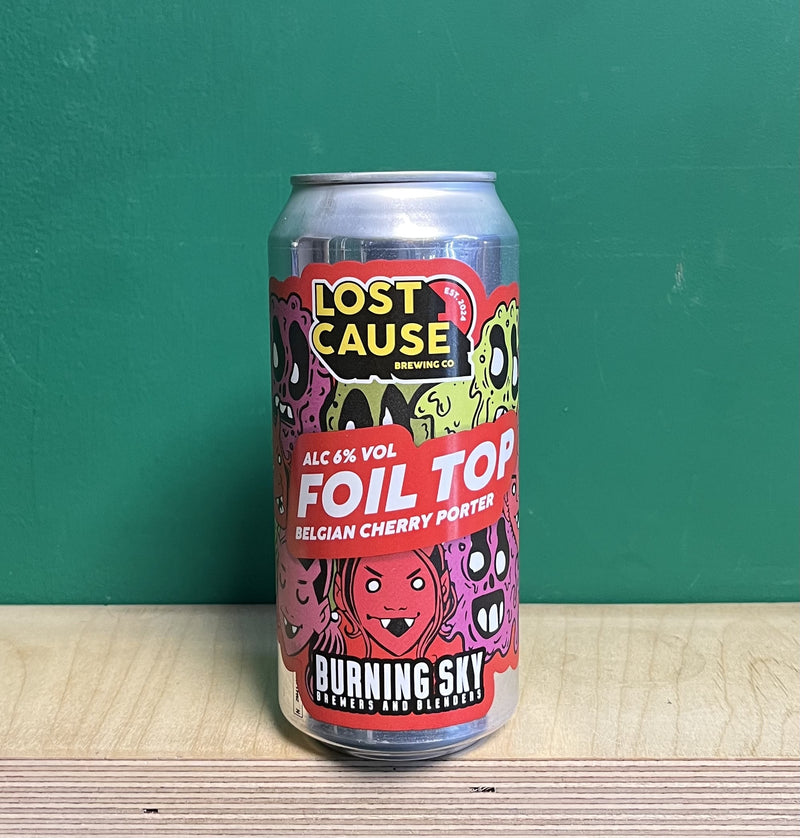 LOST
CAUSE
EST. 2024
BREWING CO
ALC 6% VOL
FOIL TOP
BELGIAN CHERRY PORTER
BURNING SKY
BREWERS AND BLENDERS